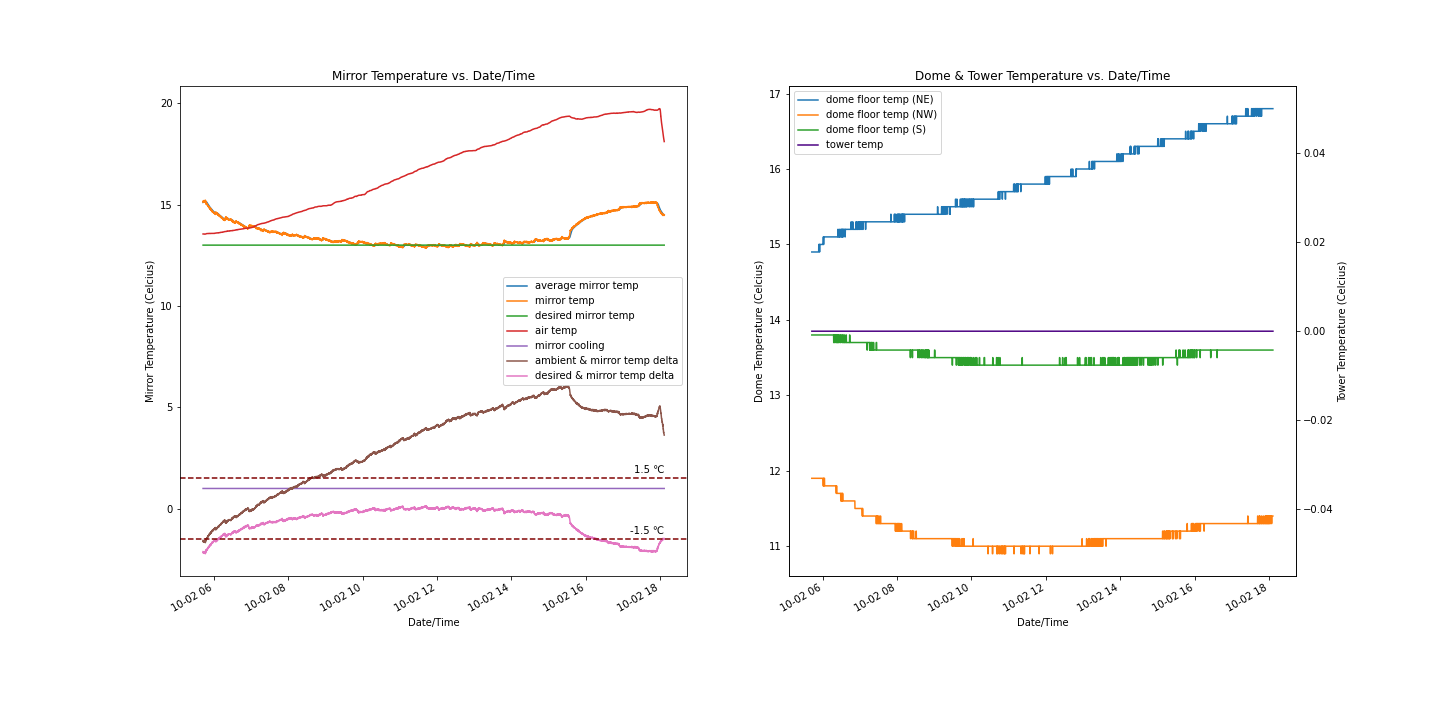 Mirror Temperature vs. Date/Time
Mirror Temperature (Celcius)
20
15
10
5
0
average mirror temp
mirror temp
desired mirror temp
air temp
mirror cooling
ambient & mirror temp delta
desired & mirror temp delta
1.5 °C
-1.5 °C
10-02 06
10-02 08
10-02 10
10-02 12
10-02 14
10-02 16
10-02 18
Date/Time
Dome & Tower Temperature vs. Date/Time
Dome Temperature (Celcius)
17
16
15
14
13
12
11
dome floor temp (NE)
dome floor temp (NW)
dome floor temp (S)
tower temp
0.04
0.02
0.00
−0.02
−0.04
Tower Temperature (Celcius)
10-02 06
10-02 08
10-02 10
10-02 12
10-02 14
10-02 16
10-02 18
Date/Time